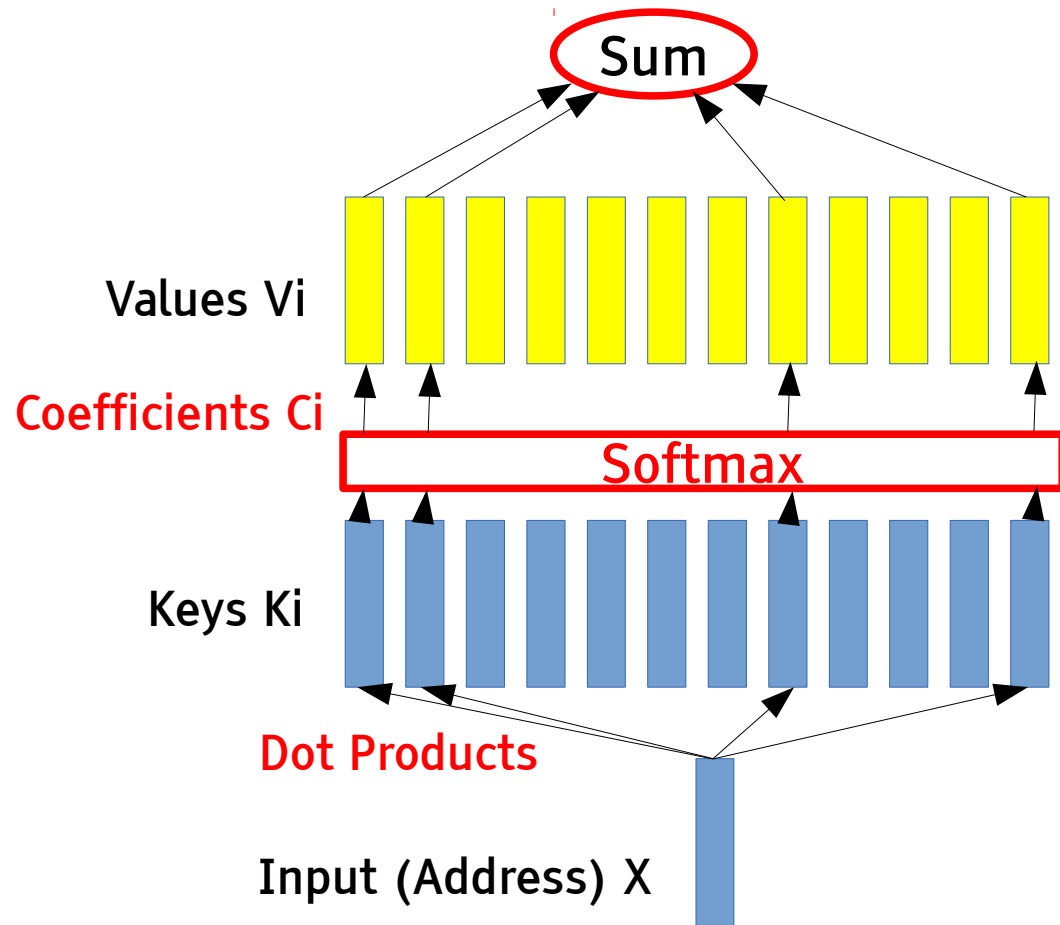 Sum
Values Vi
Coefficients Ci
Softmax
Keys Ki
Dot Products
Input (Address) X